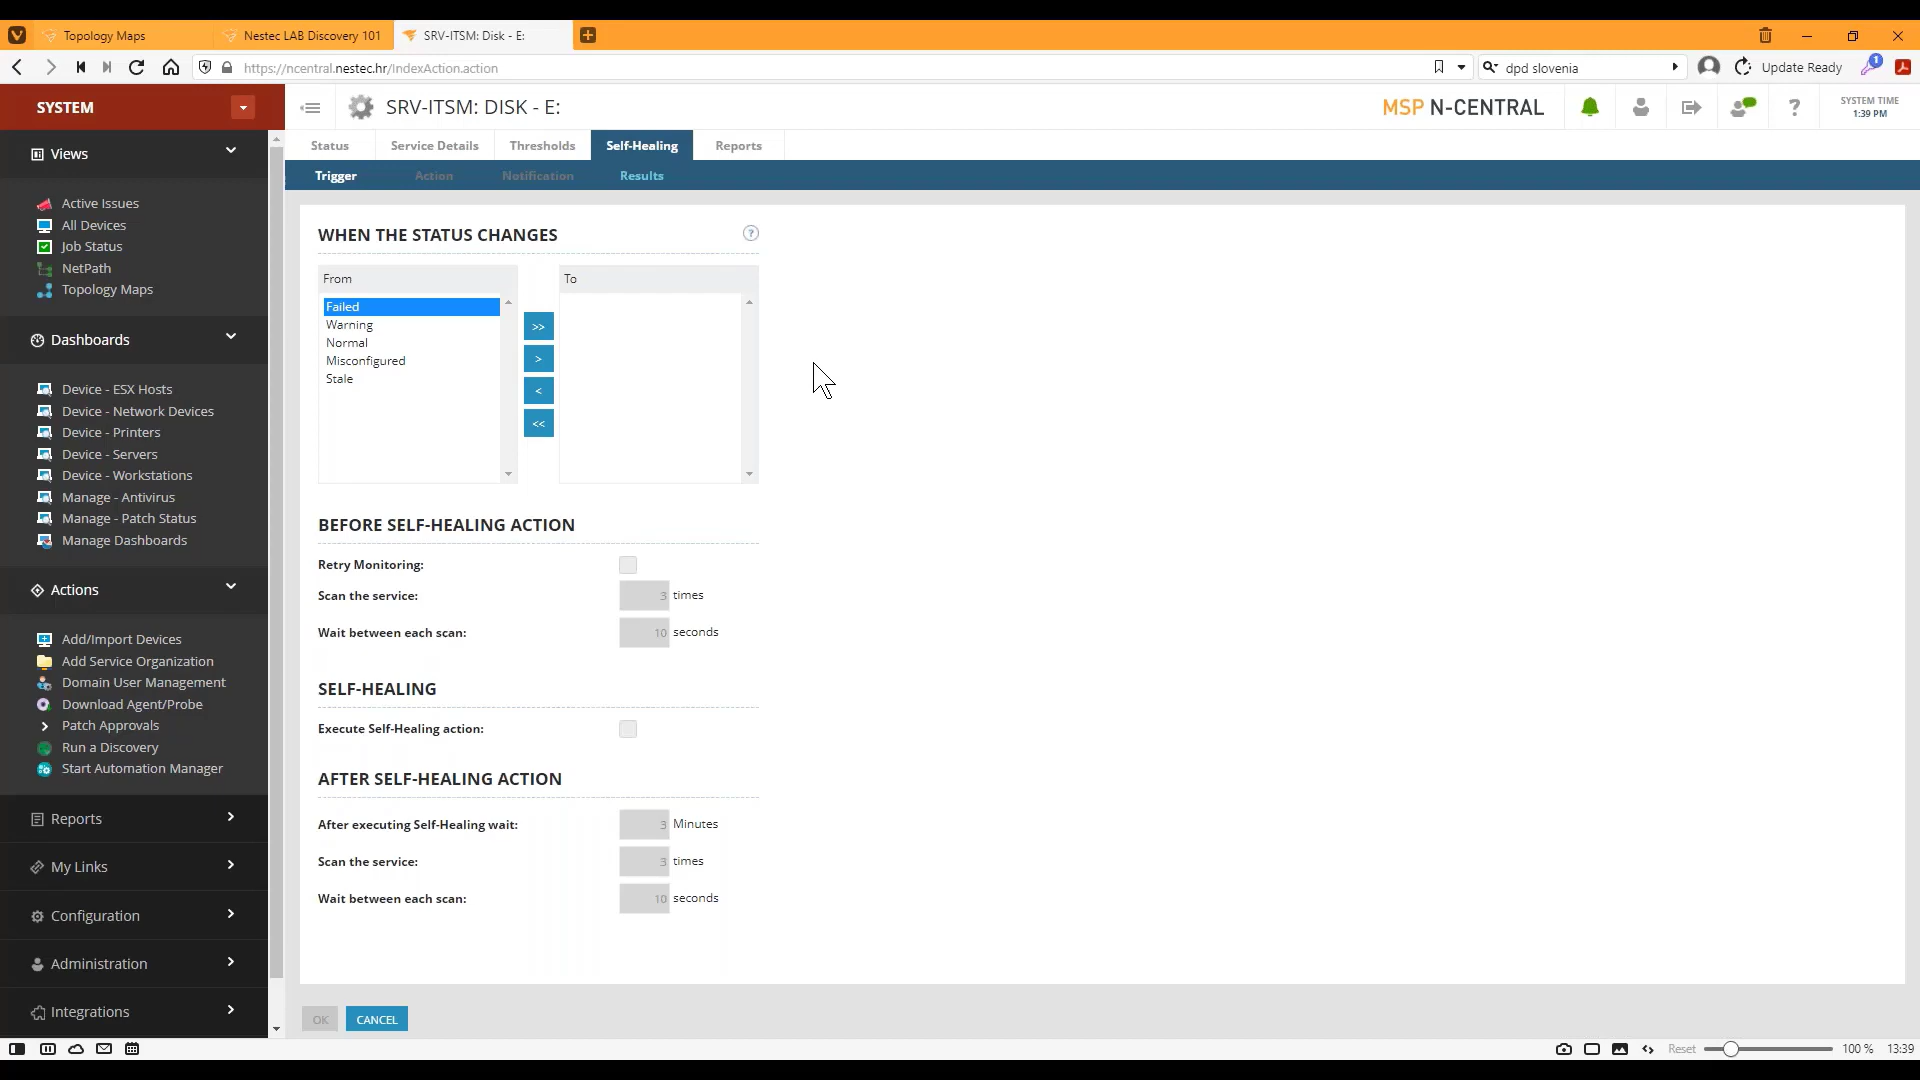 Topology Maps
Nestec LAB Discovery 101
SRV-ITSM: Disk - E:
https://ncentral.nestec.hr/IndexAction.action
dpd slovenia
Update Ready
1
SYSTEM
SRV-ITSM: DISK - E:
MSP N-CENTRAL
?
SYSTEM TIME
1:39 PM
Status
Service Details
Thresholds
Self-Healing
Reports
Trigger
Action
Notification
Results
Views
Active Issues
All Devices
Job Status
NetPath
Topology Maps
Dashboards
Device - ESX Hosts
Device - Network Devices
Device - Printers
Device - Servers
Device - Workstations
Manage - Antivirus
Manage - Patch Status
Manage Dashboards
Actions
Add/Import Devices
Add Service Organization
Domain User Management
Download Agent/Probe
Patch Approvals
Run a Discovery
Start Automation Manager
Reports
My Links
Configuration
Administration
Integrations
WHEN THE STATUS CHANGES
?
From
To
Failed
Warning
Normal
Misconfigured
Stale
>>
>
<
<<
BEFORE SELF-HEALING ACTION
Retry Monitoring:
Scan the service: 3 times
Wait between each scan: 10 seconds
SELF-HEALING
Execute Self-Healing action:
AFTER SELF-HEALING ACTION
After executing Self-Healing wait: 3 Minutes
Scan the service: 3 times
Wait between each scan: 10 seconds
OK
CANCEL
Reset
100 %
13:39